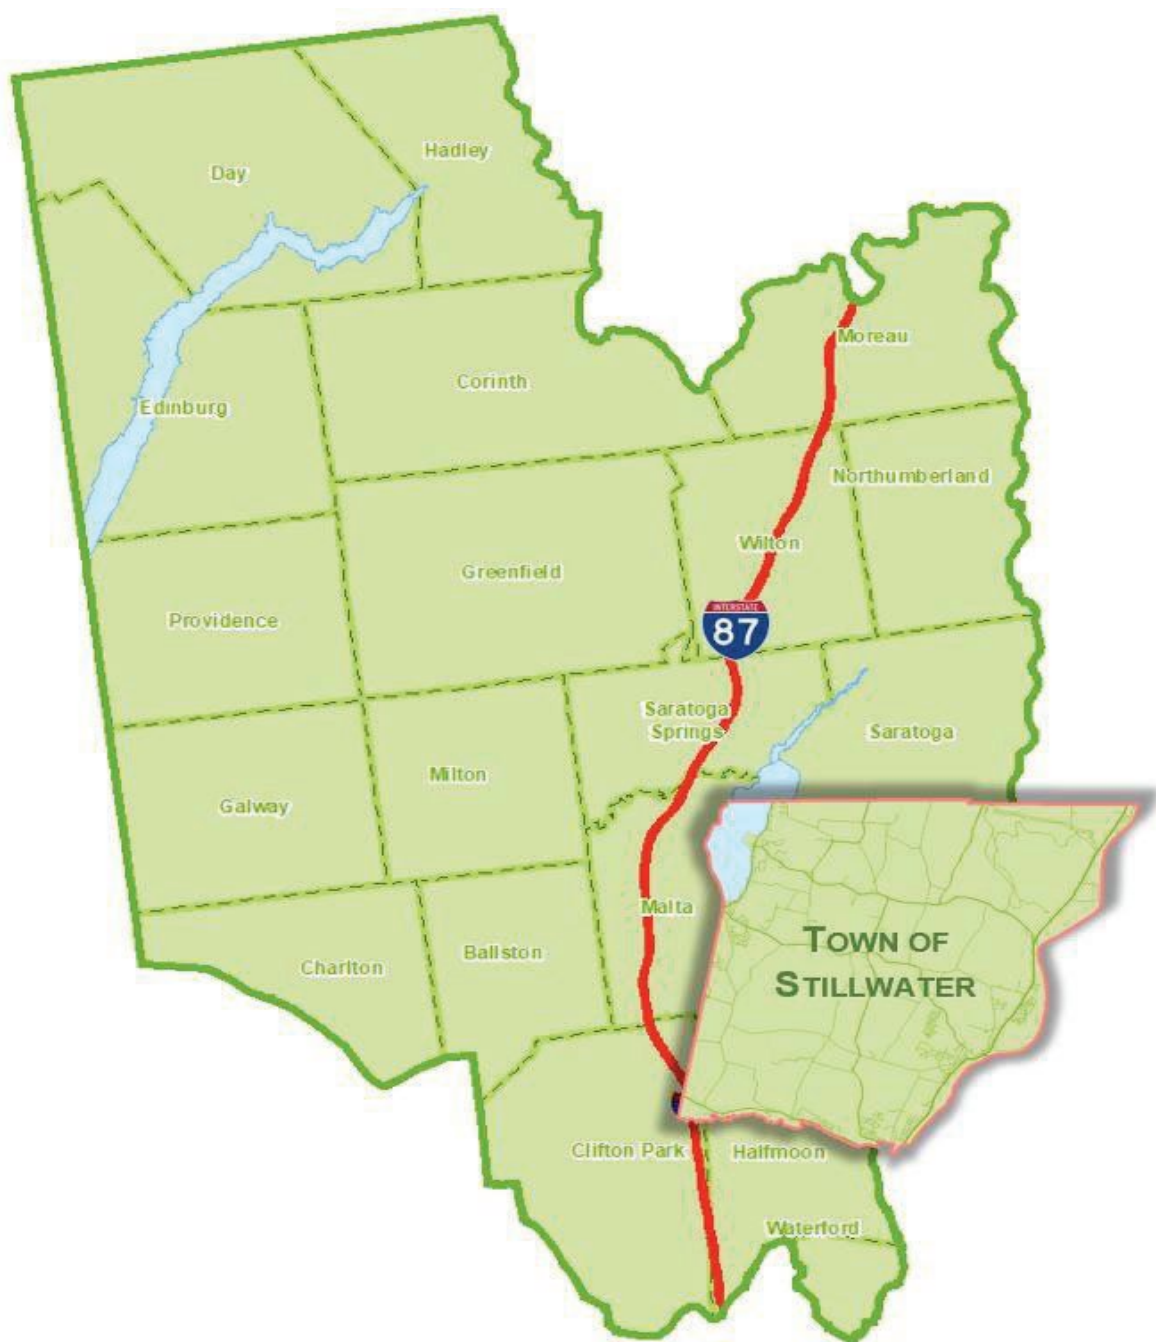 Hadley
Day
Moreau
Corinth
Edinburg
Northumberland
Wilton
Greenfield
INTERSTATE
87
Providence
Saratoga
Springs
Saratoga
Milton
Galway
Malta
TOWN OF
STILLWATER
Ballston
Charlton
Clifton Park
Halfmoon
Waterford